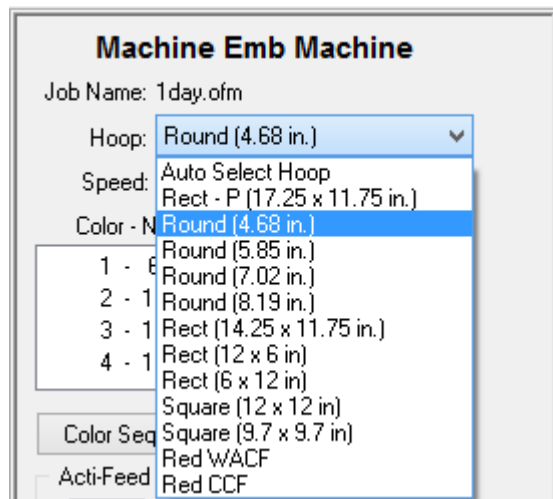 Machine Emb Machine
Job Name: 1day.ofm
Hoop: Round (4.68 in.)
Speed: Auto Select Hoop
Rect - P (17.25 x 11.75 in.)
Color - N Round (4.68 in.)
Round (5.85 in.)
1 - 6 Round (7.02 in.)
2 - 1 Round (8.19 in.)
3 - 1 Rect (14.25 x 11.75 in.)
4 - 1 Rect (12 x 6 in)
Rect (6 x 12 in)
Square (12 x 12 in)
Color Seq Square (9.7 x 9.7 in)
Red WACF
Acti-Feed Red CCF